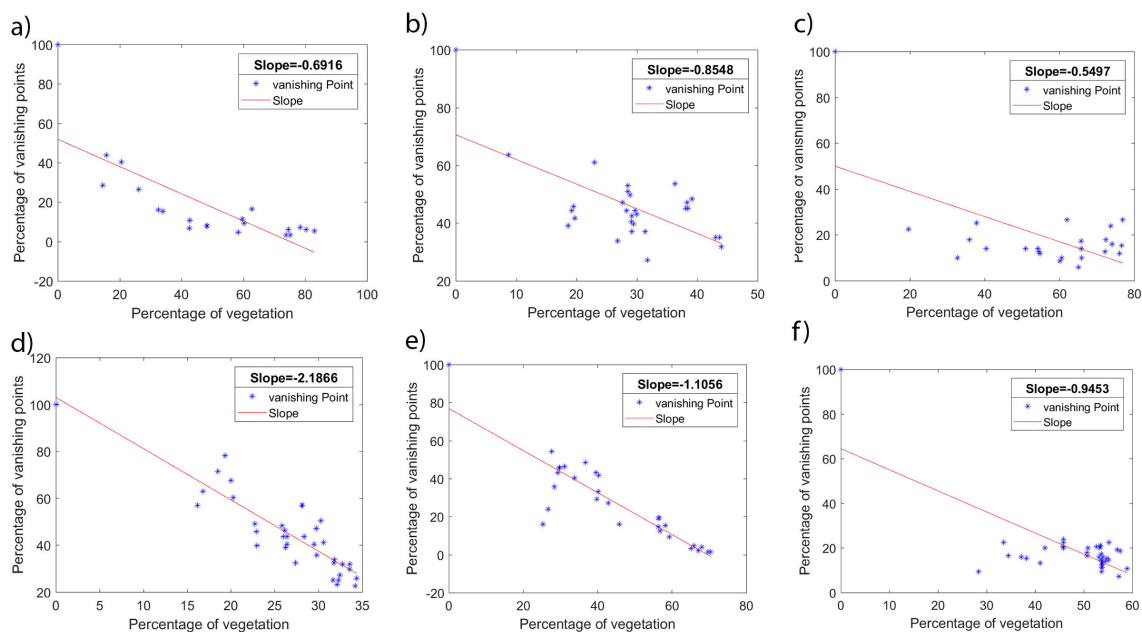 a)
Percentage of vanishing points
100
80
60
40
20
0
-20
Slope=-0.6916
vanishing Point
Slope
0 20 40 60 80 100
Percentage of vegetation
b)
Percentage of vanishing points
100
80
60
40
20
Slope=-0.8548
vanishing Point
Slope
0 10 20 30 40 50
Percentage of vegetation
c)
Percentage of vanishing points
100
80
60
40
20
0
Slope=-0.5497
vanishing Point
Slope
0 20 40 60 80
Percentage of vegetation
d)
Percentage of vanishing points
120
100
80
60
40
20
Slope=-2.1866
vanishing Point
Slope
0 5 10 15 20 25 30 35
Percentage of vegetation
e)
Percentage of vanishing points
100
80
60
40
20
0
-20
Slope=-1.1056
vanishing Point
Slope
0 20 40 60 80
Percentage of vegetation
f)
Percentage of vanishing points
100
80
60
40
20
0
Slope=-0.9453
vanishing Point
Slope
0 10 20 30 40 50 60
Percentage of vegetation